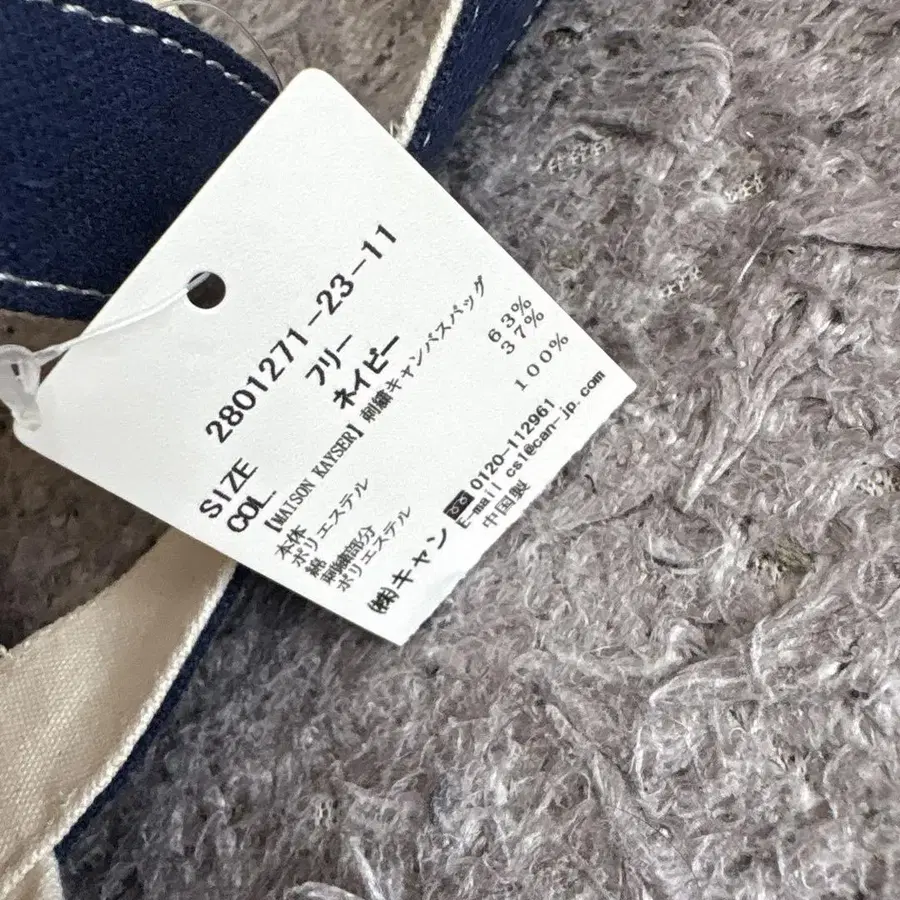 2801271-23-11
SIZE フリー
COL. ネイビー
【MAISON KAYSER】刺繍キャンバスバッグ
本体
ポリエステル 63%
綿 37%
刺繍部分
ポリエステル 100%
㈱キャン 0120-112961
E-mail cs1@can-jp.com
中国製